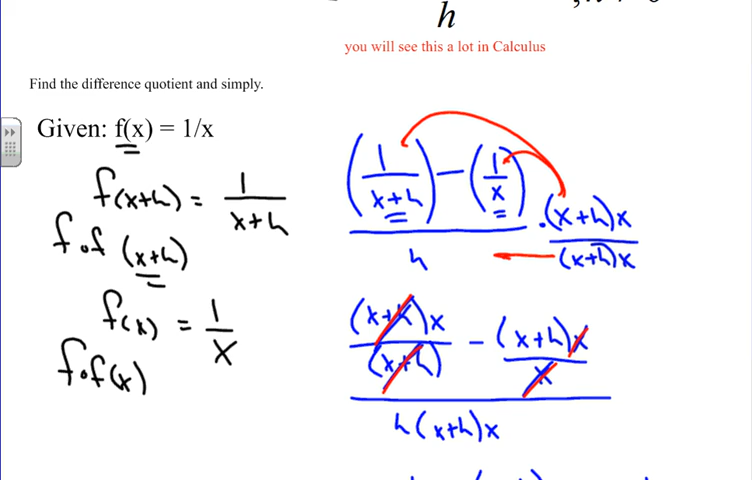 h
you will see this a lot in Calculus
Find the difference quotient and simply.
Given: f(x) = 1/x
f(x+h) = 1/x+h
f of (x+h)
f(x) = 1/x
f of f(x)
(1/x+h) - (1/x) · (x+h)x
h (x+h)x
(x+h)x/(x+h) - (x+h)x/x
h(x+h)x